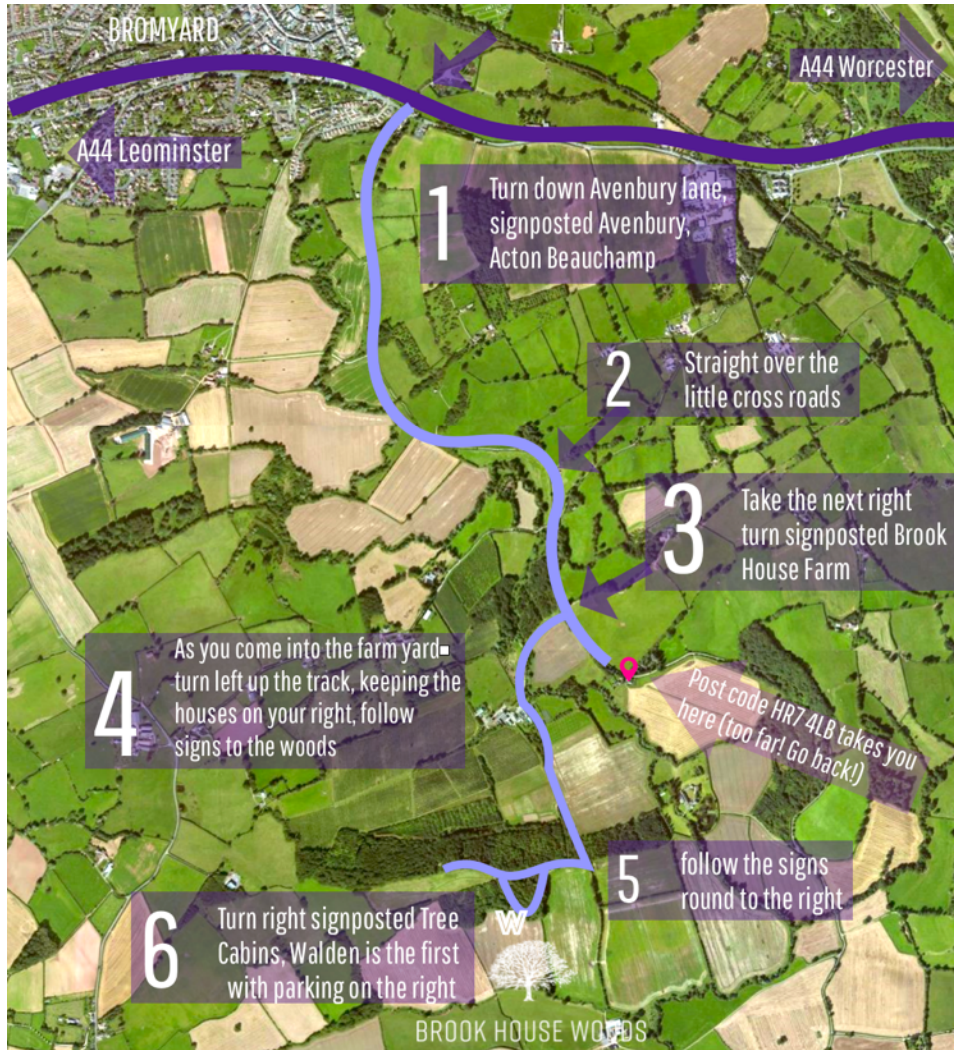 BROMYARD
A44 Worcester
A44 Leominster
1
Turn down Avenbury lane,
signposted Avenbury,
Acton Beauchamp
2
Straight over the
little cross roads
3
Take the next right
turn signposted Brook
House Farm
4
As you come into the farm yard
turn left up the track, keeping the
houses on your right, follow
signs to the woods
Post code HR7 4LB takes you
here (too far! Go back!)
5
follow the signs
round to the right
6
Turn right signposted Tree
Cabins, Walden is the first
with parking on the right
W
BROOK HOUSE WOODS